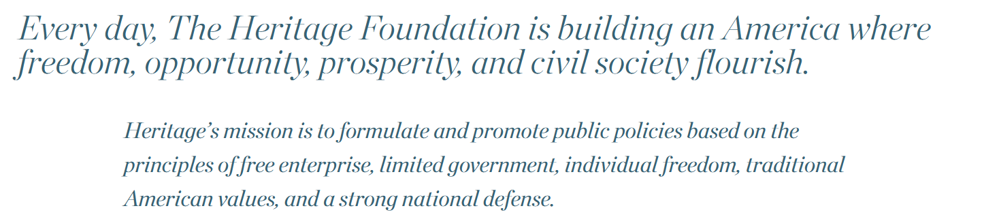 Every day, The Heritage Foundation is building an America where
freedom, opportunity, prosperity, and civil society flourish.
Heritage’s mission is to formulate and promote public policies based on the
principles of free enterprise, limited government, individual freedom, traditional
American values, and a strong national defense.